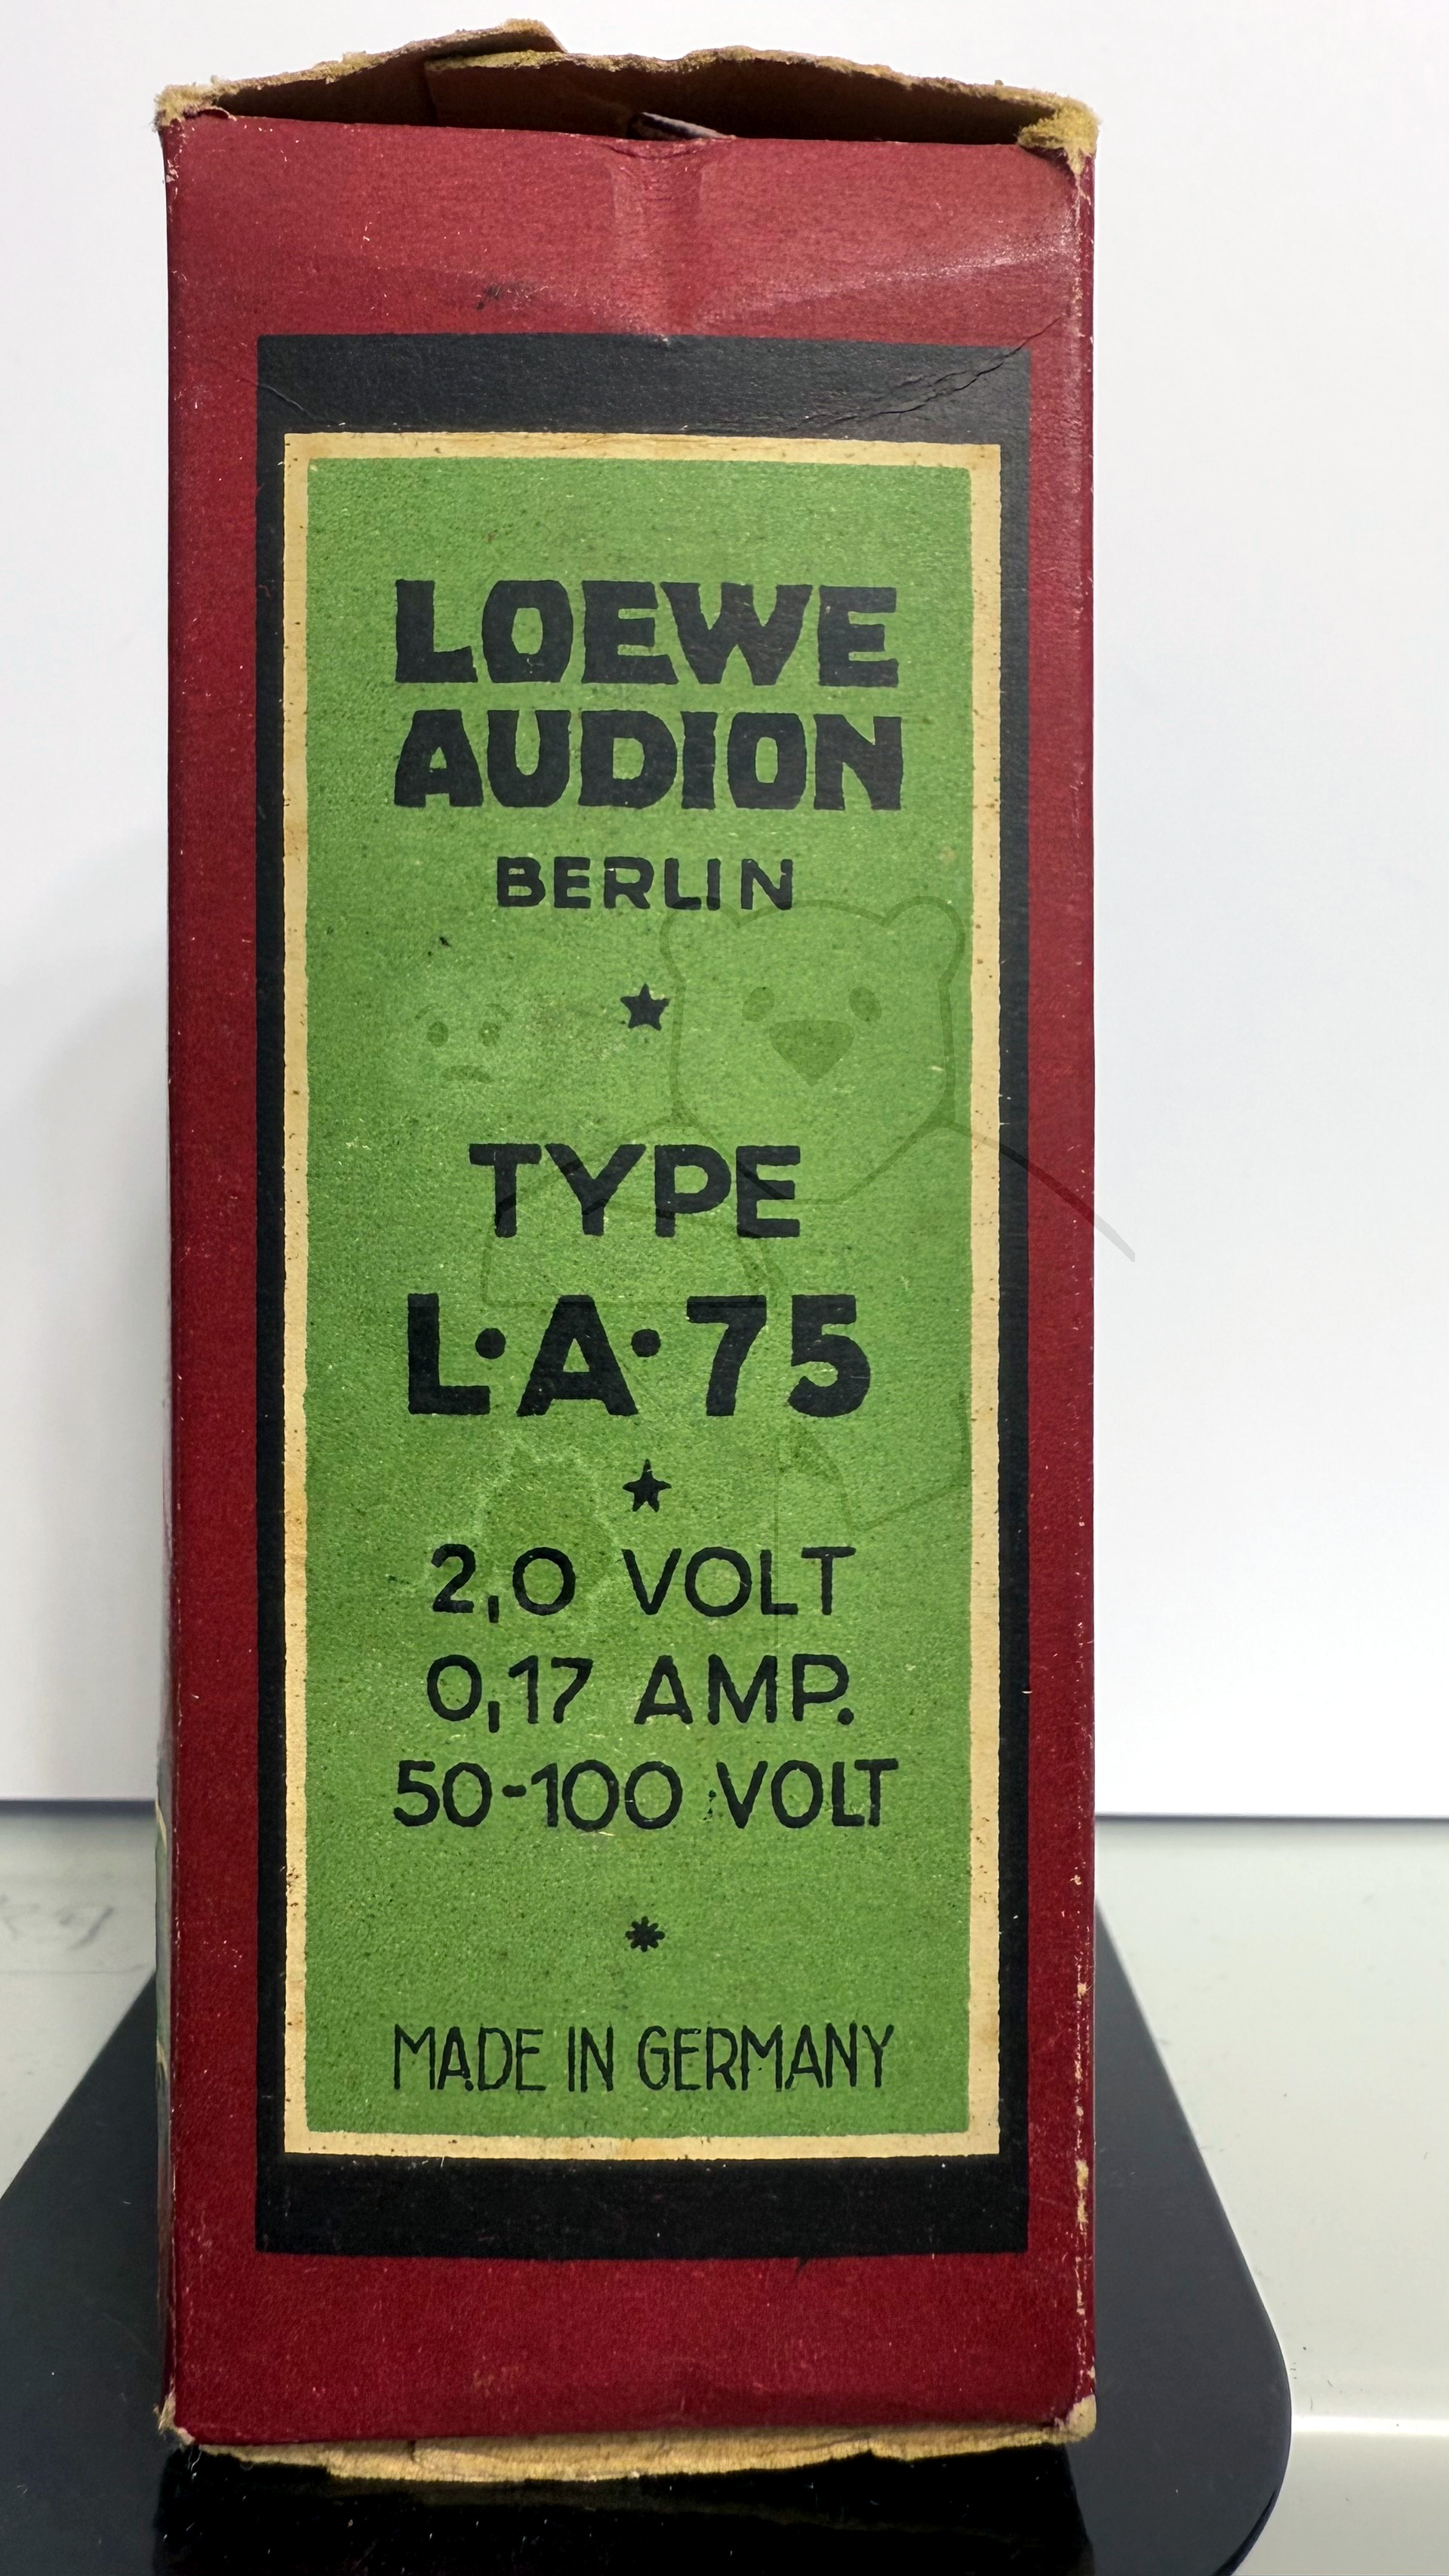 LOEWE
AUDION
BERLIN
TYPE
L·A·75
2,0 VOLT
0,17 AMP.
50-100 VOLT
MADE IN GERMANY